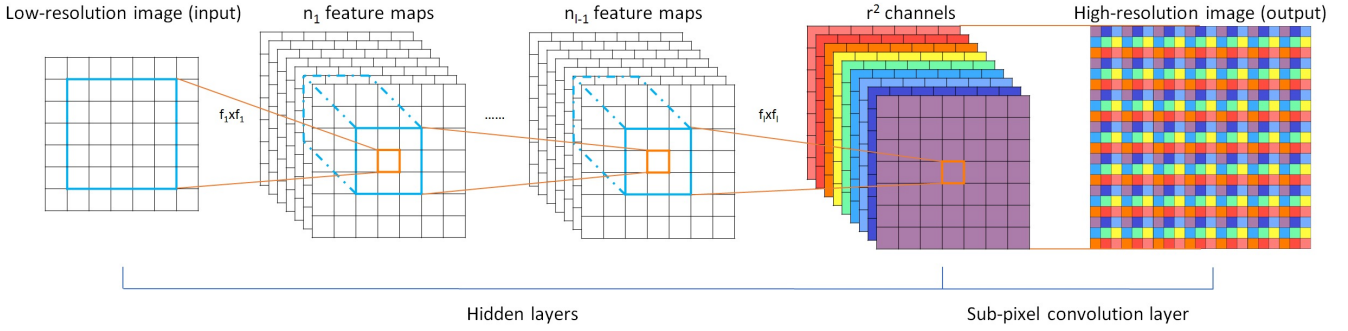 Low-resolution image (input)
n₁ feature maps
nₗ₋₁ feature maps
r² channels
High-resolution image (output)
f₁xf₁
......
fₗxfₗ
Hidden layers
Sub-pixel convolution layer